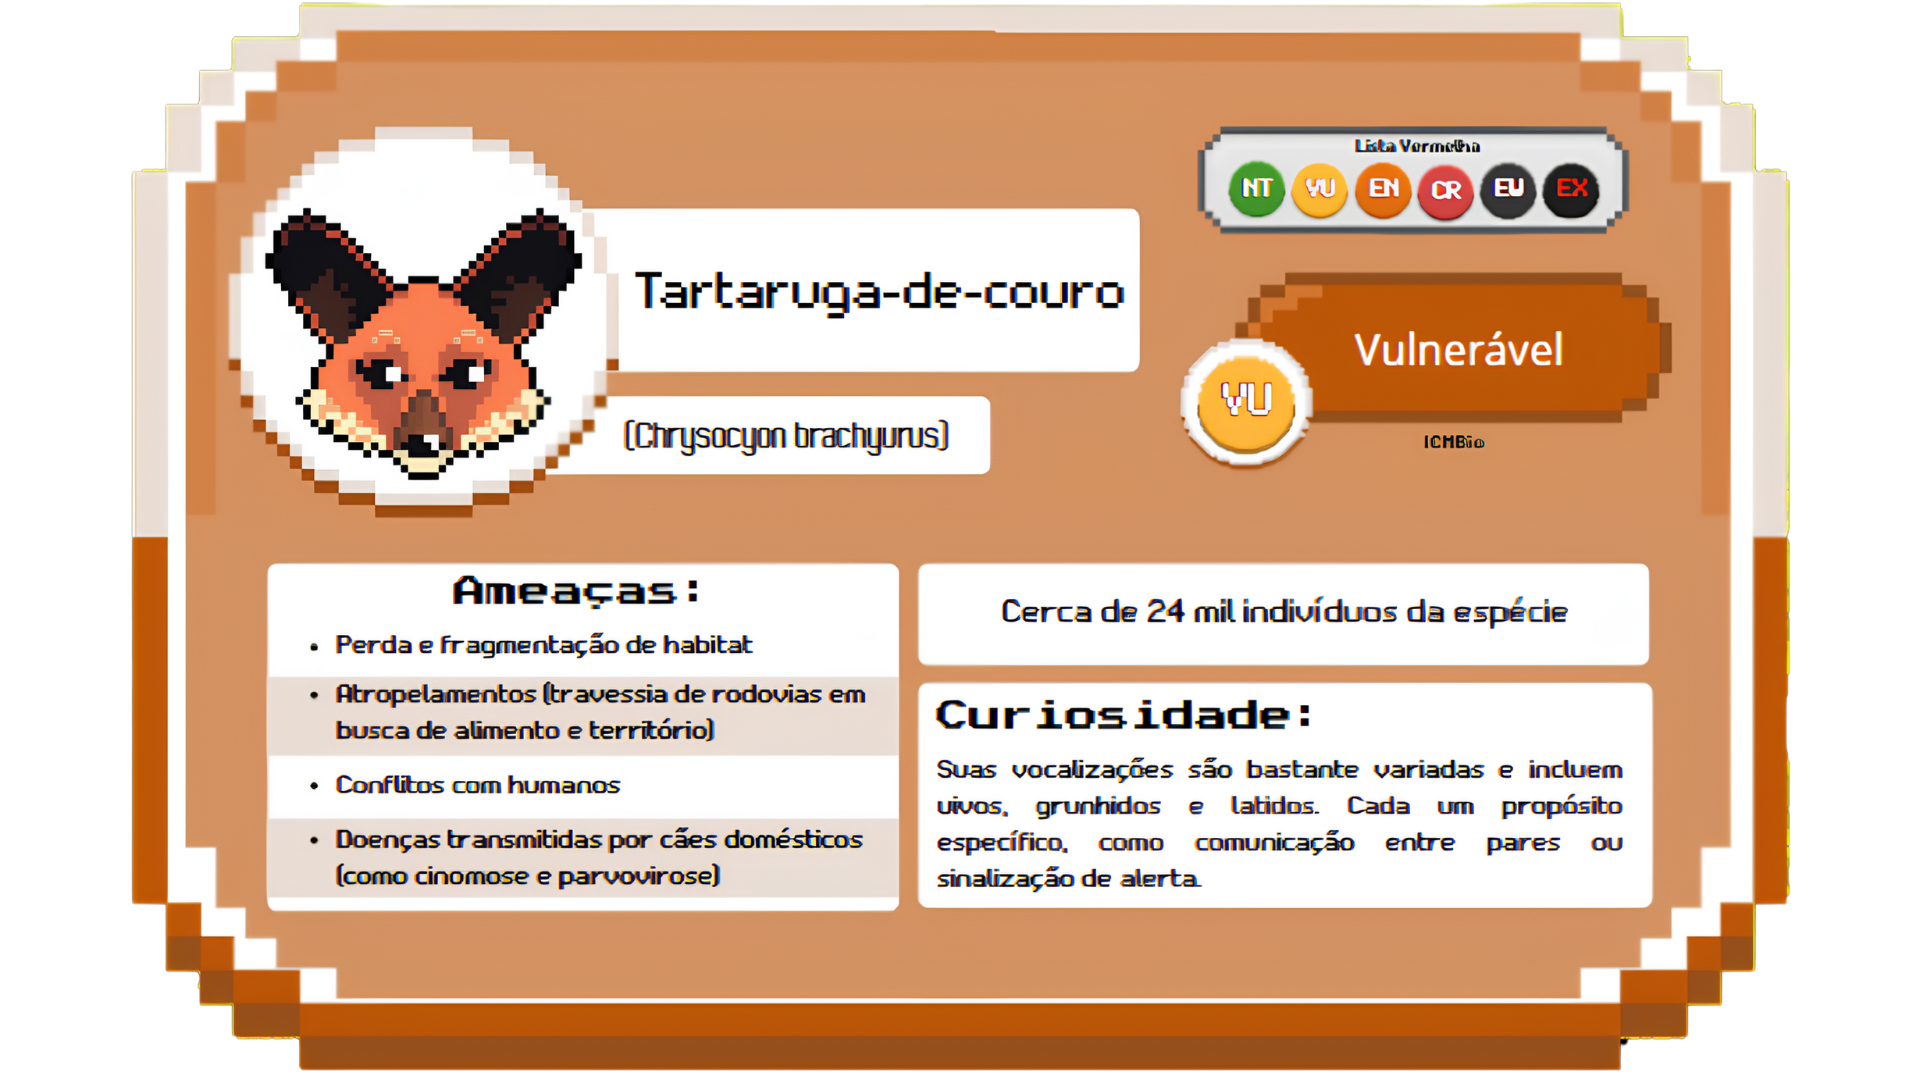 Lista Vermelha
NT VU EN CR EW EX
Tartaruga-de-couro
Vulnerável
VU
(Chrysocyon brachyurus)
ICMBio
Ameaças:
• Perda e fragmentação de habitat
• Atropelamentos (travessia de rodovias em
busca de alimento e território)
• Conflitos com humanos
• Doenças transmitidas por cães domésticos
(como cinomose e parvovirose)
Cerca de 24 mil indivíduos da espécie
Curiosidade:
Suas vocalizações são bastante variadas e incluem
uivos, grunhidos e latidos. Cada um propósito
específico, como comunicação entre pares ou
sinalização de alerta.